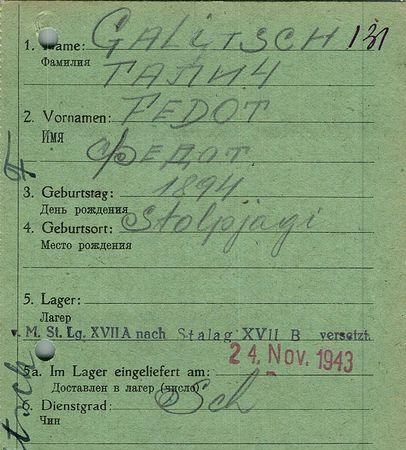 1. Name: GALITSCH 131
Фамилия ГАЛИЧ
2. Vornamen: FEDOT
Имя Федот
3. Geburtstag: 1894
День рождения
4. Geburtsort: Stolpjagi
Место рождения
5. Lager:
Лагер
v. M. St. Lg. XVII A nach Stalag XVII B versetzt.
24. Nov. 1943
5a. Im Lager eingeliefert am:
Доставлен в лагер (число)
6. Dienstgrad: Sch
Чин